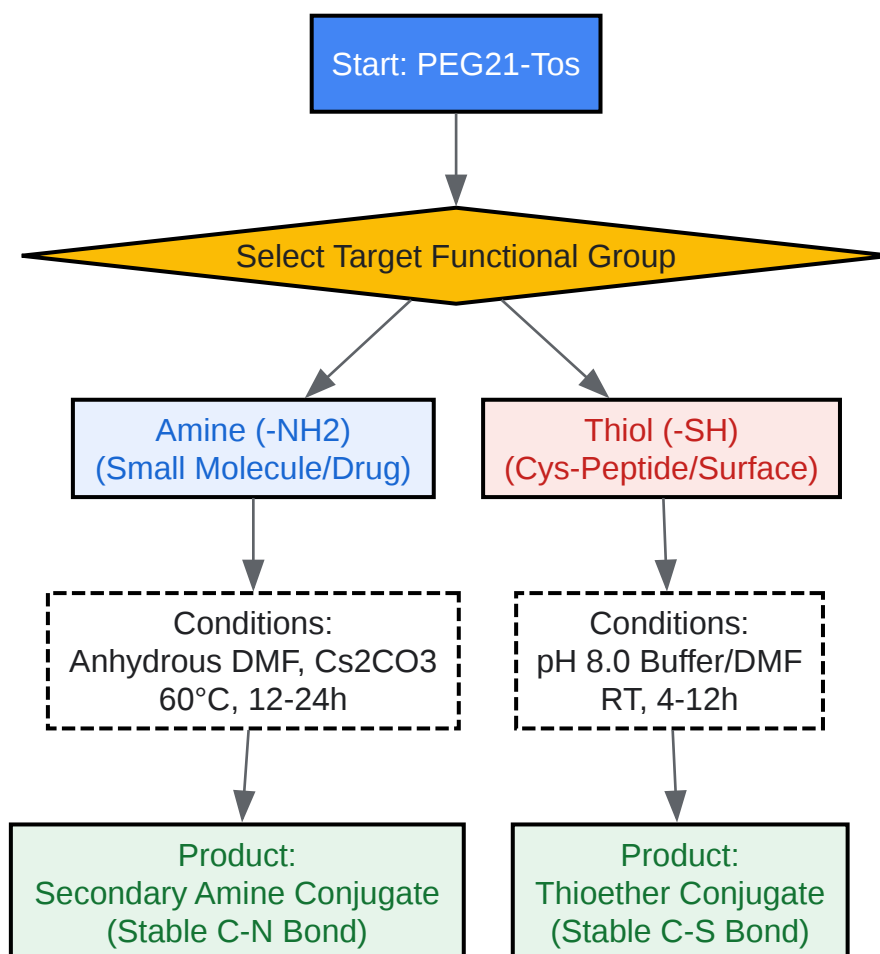 Start: PEG21-Tos
Select Target Functional Group
Amine (-NH2)
(Small Molecule/Drug)
Thiol (-SH)
(Cys-Peptide/Surface)
Conditions:
Anhydrous DMF, Cs2CO3
60°C, 12-24h
Conditions:
pH 8.0 Buffer/DMF
RT, 4-12h
Product:
Secondary Amine Conjugate
(Stable C-N Bond)
Product:
Thioether Conjugate
(Stable C-S Bond)